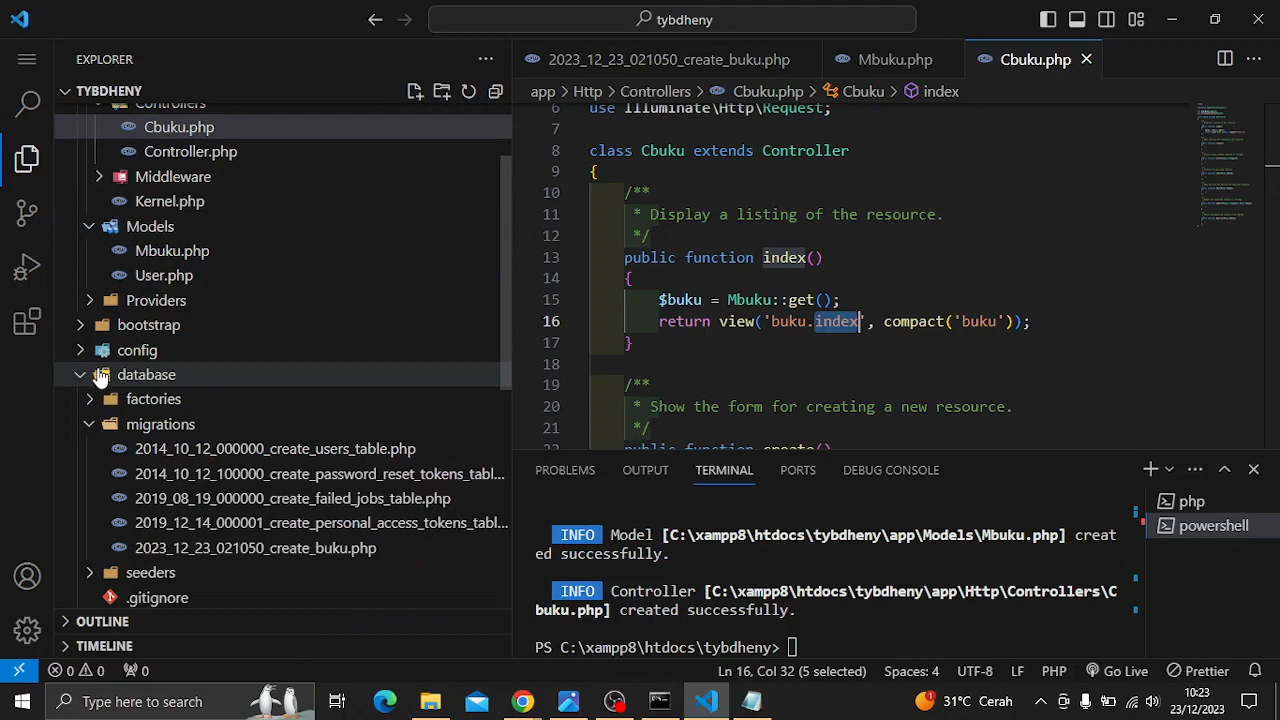 tybdheny
EXPLORER
TYBDHENY
Controllers
Cbuku.php
Controller.php
Middleware
Kernel.php
Models
Mbuku.php
User.php
Providers
bootstrap
config
database
factories
migrations
2014_10_12_000000_create_users_table.php
2014_10_12_100000_create_password_reset_tokens_tabl...
2019_08_19_000000_create_failed_jobs_table.php
2019_12_14_000001_create_personal_access_tokens_tabl...
2023_12_23_021050_create_buku.php
seeders
.gitignore
OUTLINE
TIMELINE
2023_12_23_021050_create_buku.php
Mbuku.php
Cbuku.php
app > Http > Controllers > Cbuku.php > Cbuku > index
6 use Illuminate\Http\Request;
7
8 class Cbuku extends Controller
9 {
10 /**
11 * Display a listing of the resource.
12 */
13 public function index()
14 {
15 $buku = Mbuku::get();
16 return view('buku.index', compact('buku'));
17 }
18
19 /**
20 * Show the form for creating a new resource.
21 */
22 public function create()
PROBLEMS OUTPUT TERMINAL PORTS DEBUG CONSOLE
INFO Model [C:\xampp8\htdocs\tybdheny\app\Models\Mbuku.php] creat
ed successfully.
INFO Controller [C:\xampp8\htdocs\tybdheny\app\Http\Controllers\C
buku.php] created successfully.
PS C:\xampp8\htdocs\tybdheny>
php
powershell
0 0 0 Ln 16, Col 32 (5 selected) Spaces: 4 UTF-8 LF PHP Go Live Prettier
Type here to search
1 31°C Cerah 10:23
23/12/2023